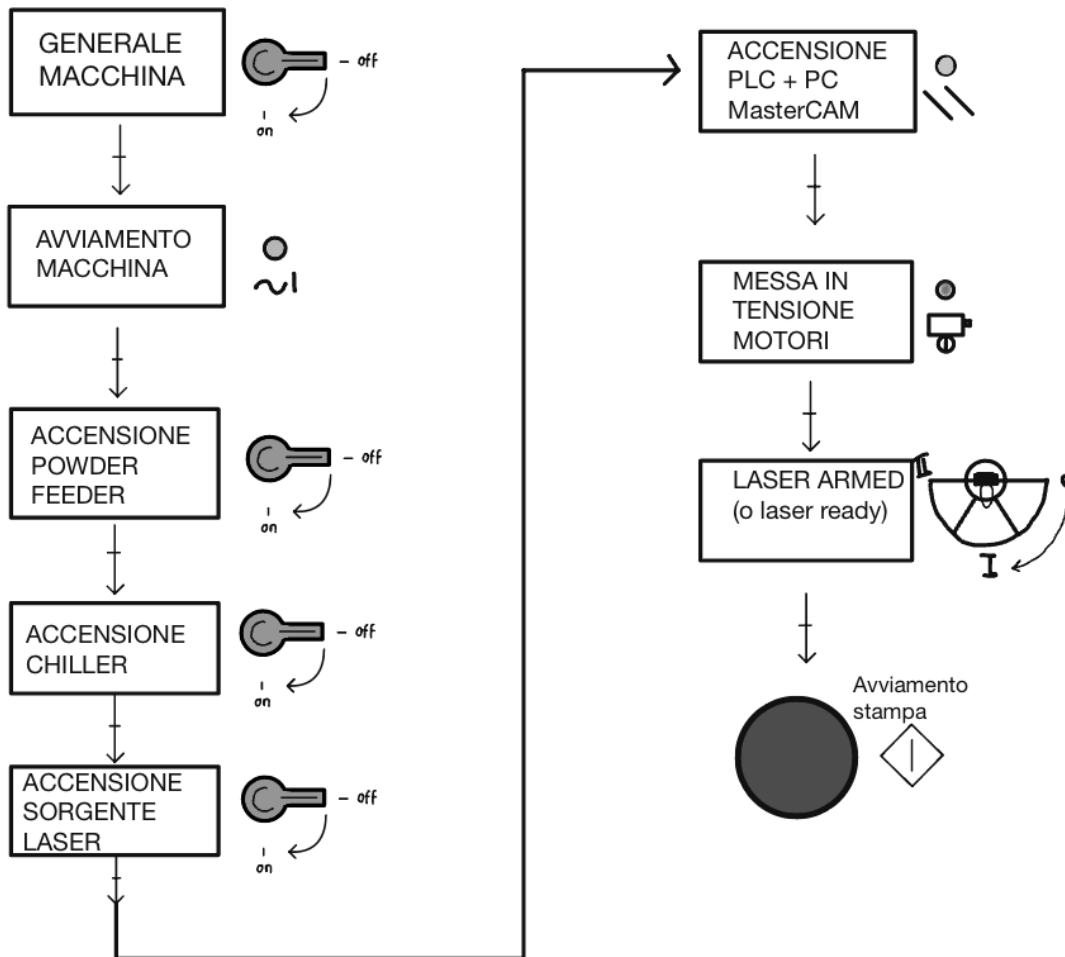 GENERALE
MACCHINA
- off
on
AVVIAMENTO
MACCHINA
ACCENSIONE
POWDER
FEEDER
- off
on
ACCENSIONE
CHILLER
- off
on
ACCENSIONE
SORGENTE
LASER
- off
on
ACCENSIONE
PLC + PC
MasterCAM
MESSA IN
TENSIONE
MOTORI
LASER ARMED
(o laser ready)
II
I
Avviamento
stampa